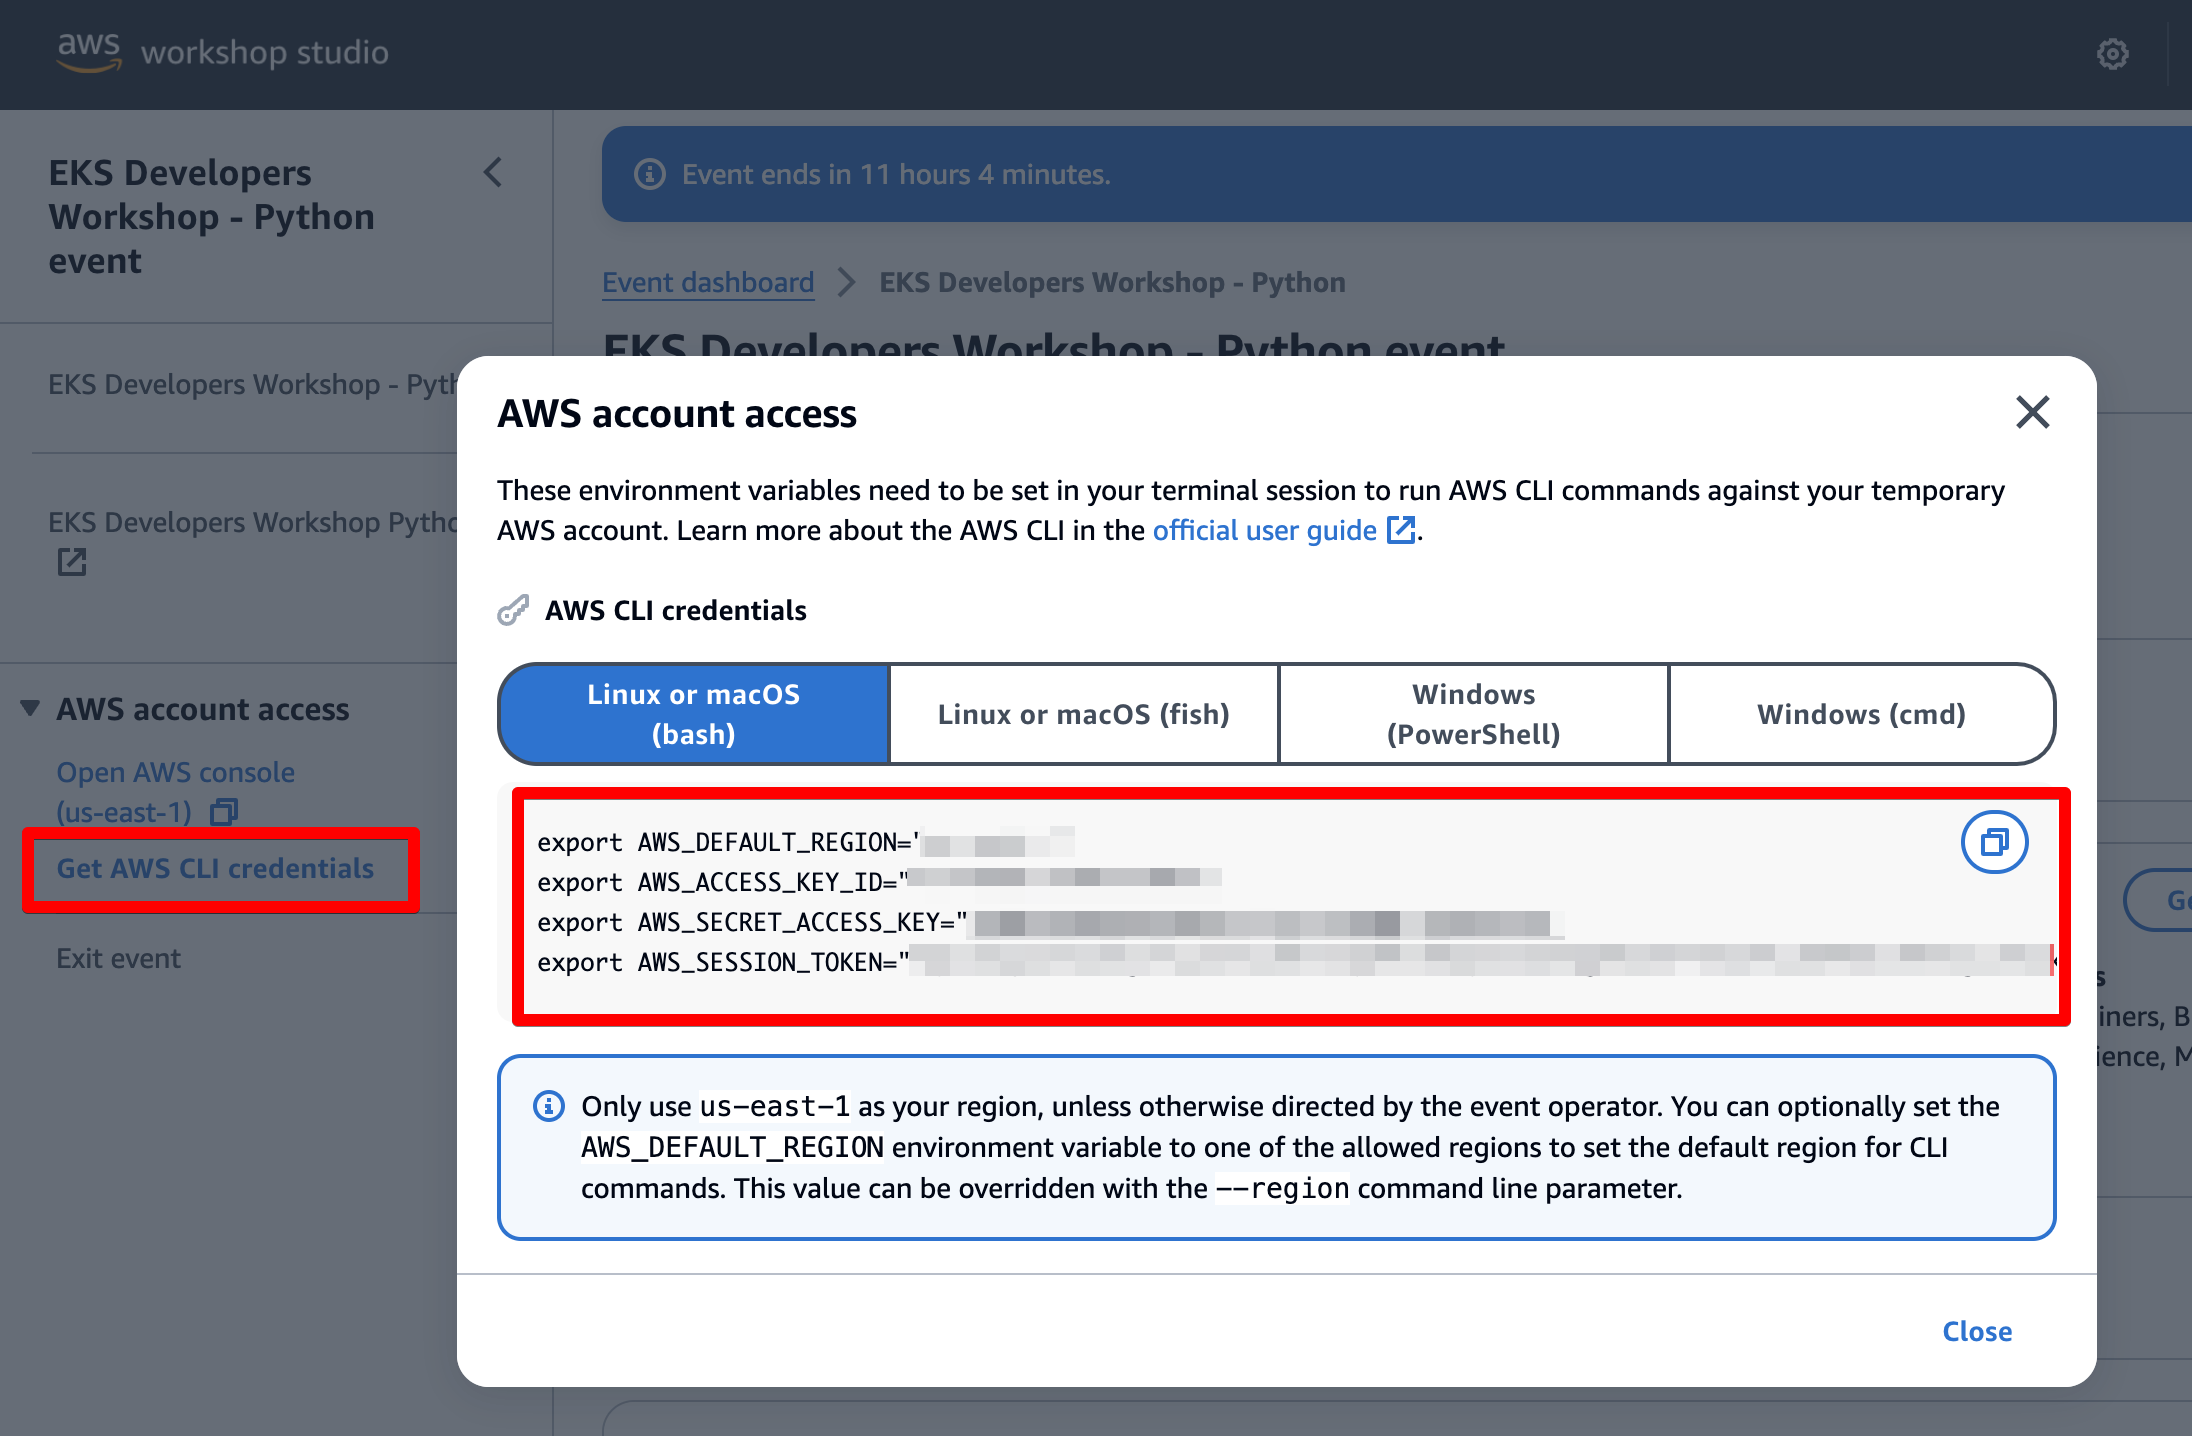 aws workshop studio
EKS Developers
Workshop - Python
event
Event ends in 11 hours 4 minutes.
Event dashboard
EKS Developers Workshop - Python
EKS Developers Workshop - Python event
EKS Developers Workshop - Pyth
EKS Developers Workshop Pytho
AWS account access
Open AWS console
(us-east-1)
Get AWS CLI credentials
Exit event
AWS account access
These environment variables need to be set in your terminal session to run AWS CLI commands against your temporary
AWS account. Learn more about the AWS CLI in the official user guide.
AWS CLI credentials
Linux or macOS
(bash)
Linux or macOS (fish)
Windows
(PowerShell)
Windows (cmd)
export AWS_DEFAULT_REGION='
export AWS_ACCESS_KEY_ID="
export AWS_SECRET_ACCESS_KEY="
export AWS_SESSION_TOKEN="
Only use us-east-1 as your region, unless otherwise directed by the event operator. You can optionally set the
AWS_DEFAULT_REGION environment variable to one of the allowed regions to set the default region for CLI
commands. This value can be overridden with the --region command line parameter.
Close
Ge
s
iners, B
ience, M